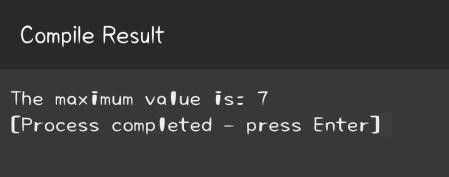 Compile Result
The maximum value is: 7
[Process completed - press Enter]